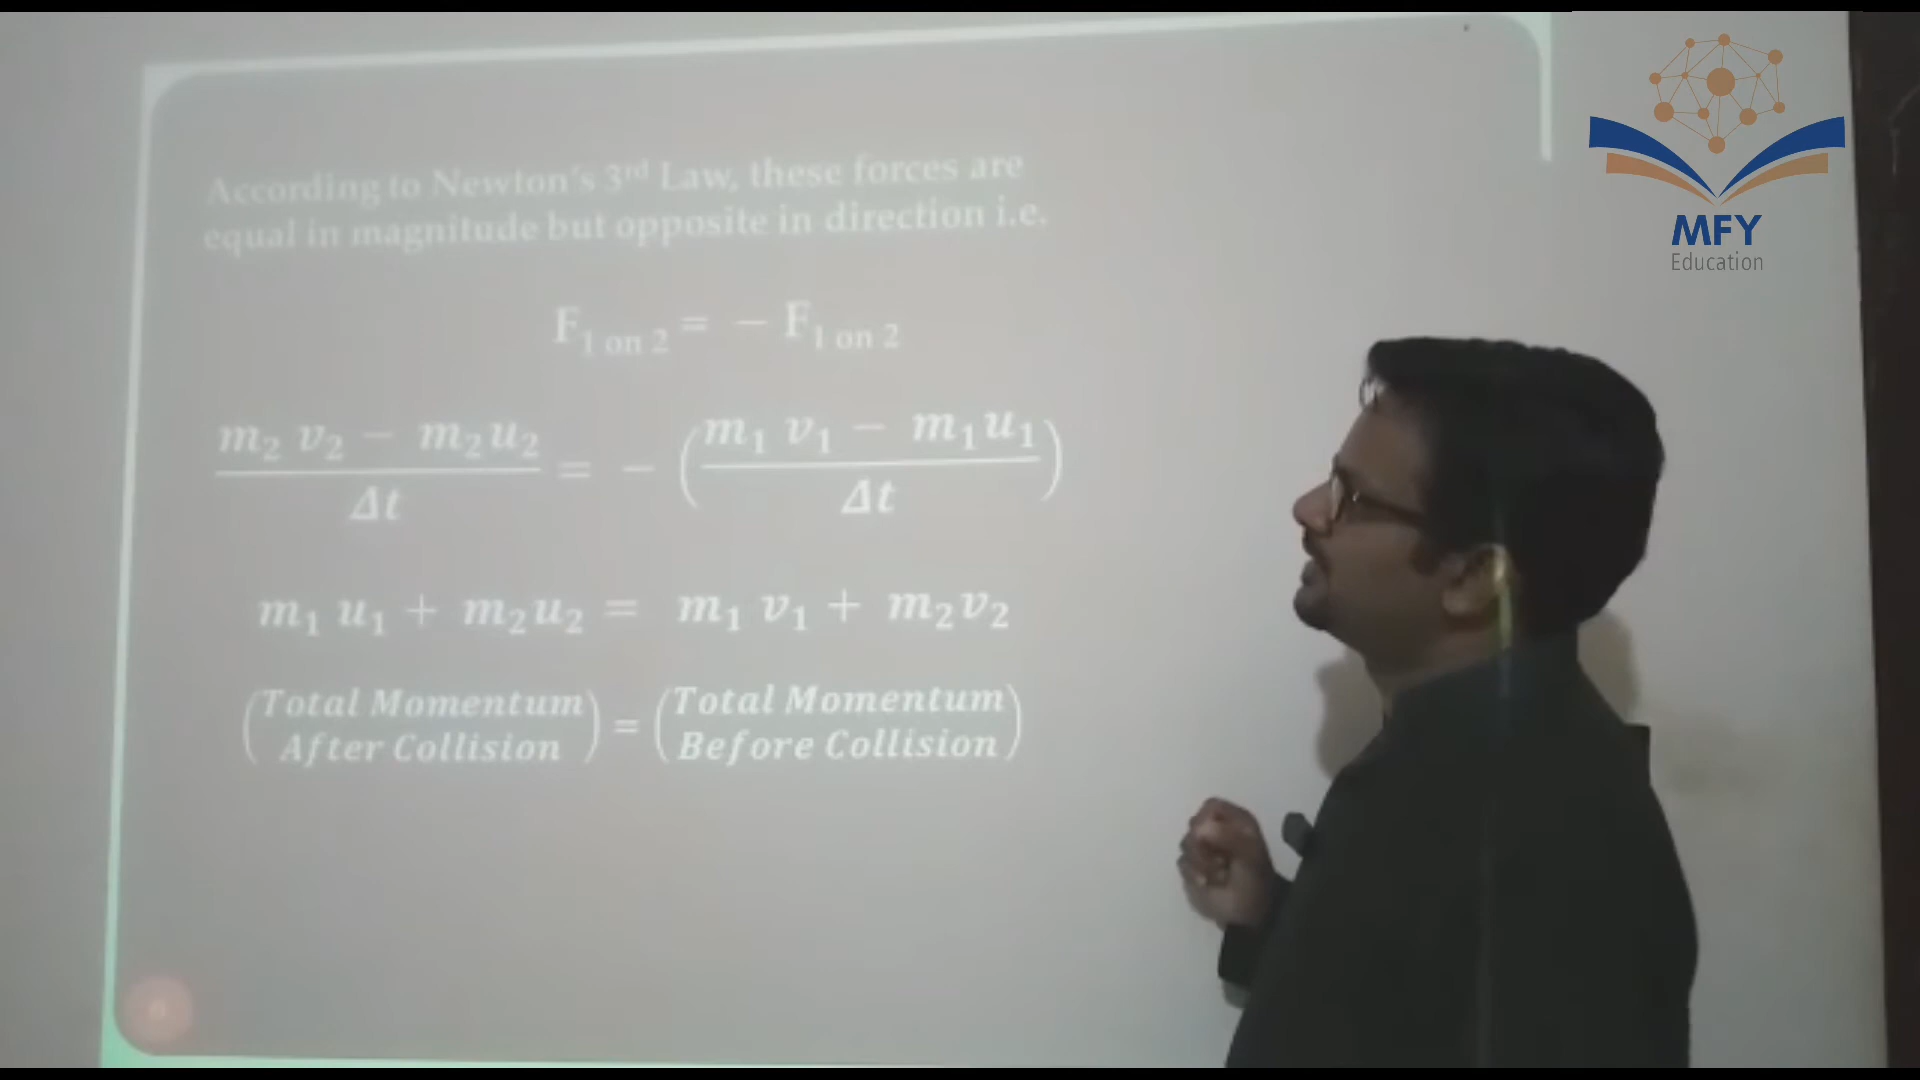 MFY
Education
According to Newton's 3rd Law, these forces are
equal in magnitude but opposite in direction i.e.
F1 on 2 = − F1 on 2
m₂ v₂ − m₂u₂ / Δt = − (m₁ v₁ − m₁u₁ / Δt)
m₁ u₁ + m₂u₂ = m₁ v₁ + m₂v₂
(Total Momentum After Collision) = (Total Momentum Before Collision)